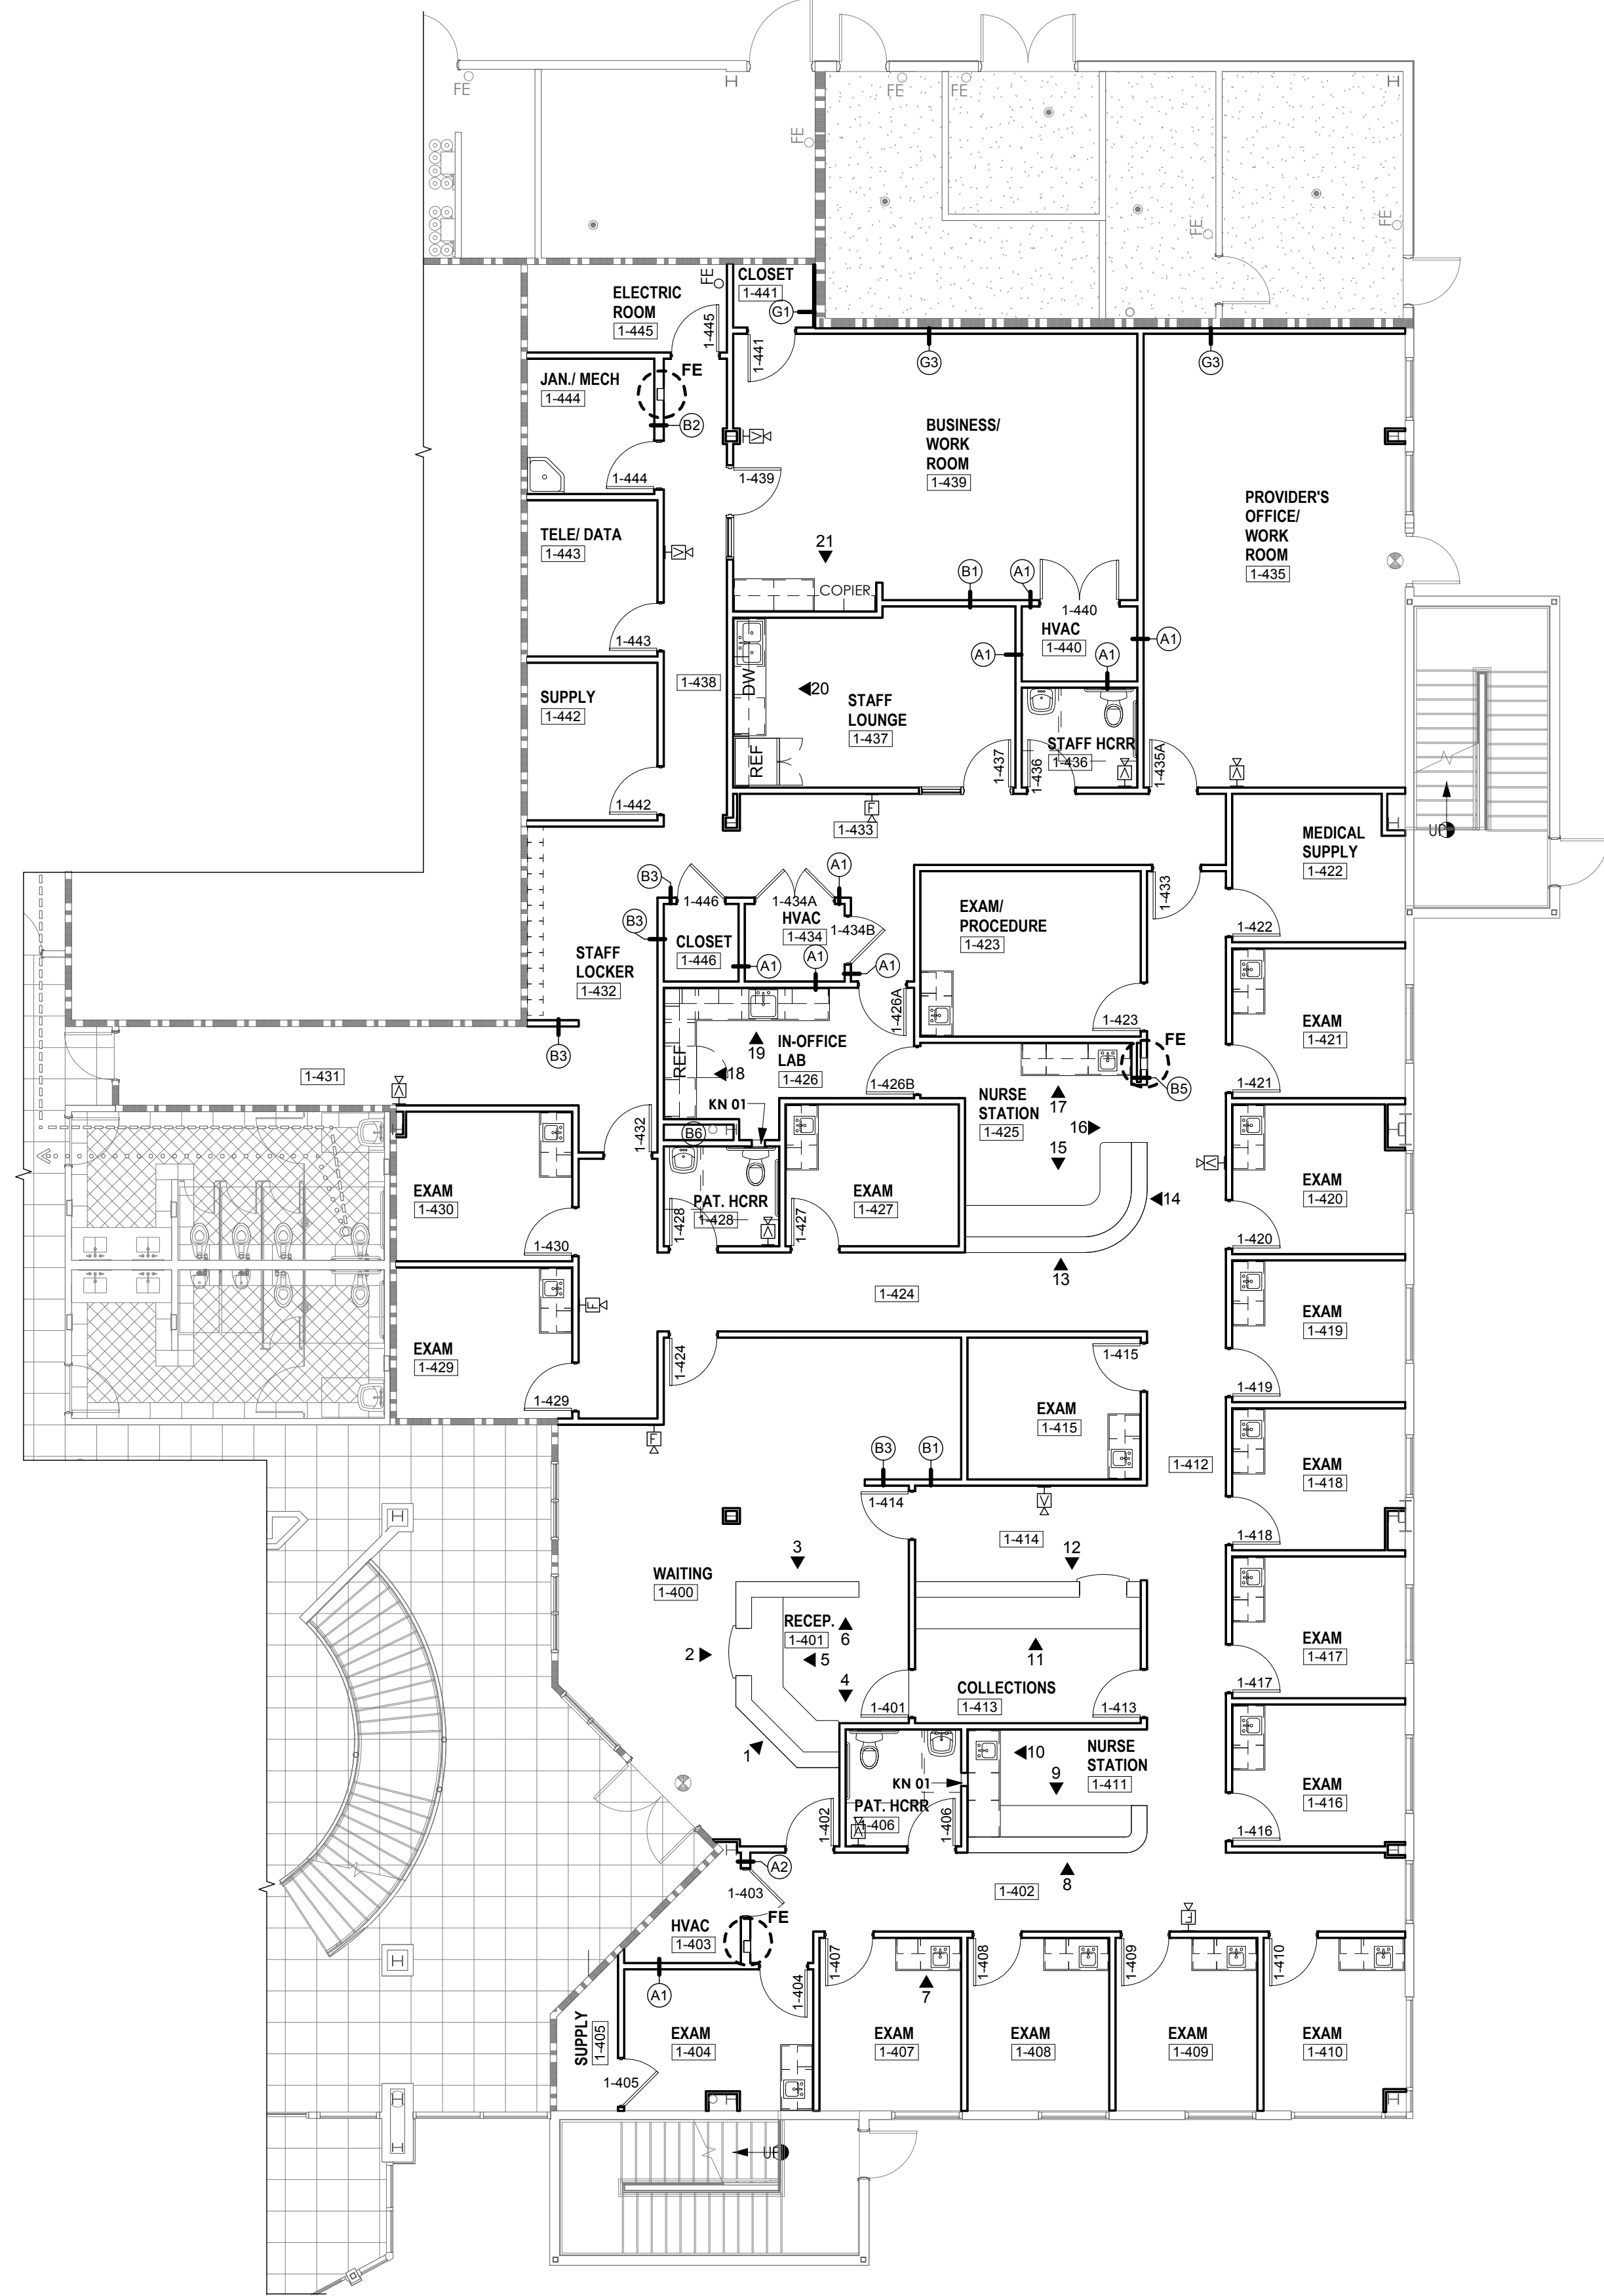 FE
H
FE
FE
H
FE
FE
FE
FE
CLOSET
1-441
FE
ELECTRIC
ROOM
1-445
G1
1-445
1-441
G3
G3
JAN./ MECH
1-444
FE
B2
BUSINESS/
WORK
ROOM
1-439
1-444
1-439
PROVIDER'S
OFFICE/
WORK
ROOM
1-435
TELE/ DATA
1-443
V
V
21
COPIER
B1
A1
1-440
1-443
HVAC
1-440
A1
A1
A1
1-438
DW
20
SUPPLY
1-442
STAFF
LOUNGE
1-437
REF
STAFF HCRR
1-436
1-437
1-436
1-435A
V
V
1-442
F
1-433
UP
MEDICAL
SUPPLY
1-422
A1
B3
1-446
1-434A
1-433
HVAC
1-434
1-434B
EXAM/
PROCEDURE
1-423
B3
CLOSET
1-446
A1
A1
A1
1-422
STAFF
LOCKER
1-432
1-426A
1-423
EXAM
1-421
B3
REF
19
18
IN-OFFICE
LAB
1-426
FE
1-431
V
1-426B
NURSE
STATION
1-425
17
B5
1-421
KN 01
16
15
1-432
B6
EXAM
1-430
PAT. HCRR
1-428
EXAM
1-427
14
V
EXAM
1-420
1-428
V
1-427
1-430
1-420
13
1-424
F
EXAM
1-419
EXAM
1-429
1-424
1-415
1-429
1-419
EXAM
1-415
F
B3
B1
1-412
EXAM
1-418
1-414
V
1-414
1-418
3
12
WAITING
1-400
RECEP.
1-401
6
5
2
11
EXAM
1-417
4
COLLECTIONS
1-413
1-401
1-413
1-417
1
10
NURSE
STATION
1-411
9
KN 01
PAT. HCRR
1-406
V
EXAM
1-416
1-402
1-406
1-416
A2
8
1-403
1-402
HVAC
1-403
FE
F
1-404
1-407
1-408
1-409
1-410
A1
7
SUPPLY
1-405
EXAM
1-404
EXAM
1-407
EXAM
1-408
EXAM
1-409
EXAM
1-410
1-405
UP